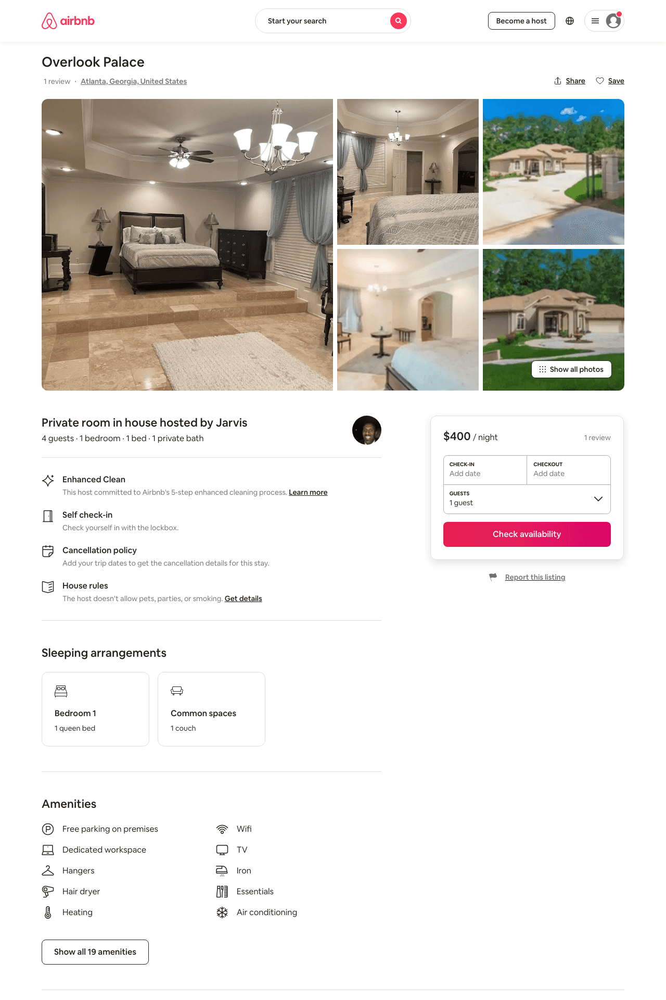 airbnb
Start your search
Become a host
Overlook Palace
1 review · Atlanta, Georgia, United States
Share
Save
Show all photos
Private room in house hosted by Jarvis
4 guests · 1 bedroom · 1 bed · 1 private bath
$400 / night
1 review
CHECK-IN
Add date
CHECKOUT
Add date
GUESTS
1 guest
Check availability
Report this listing
Enhanced Clean
This host committed to Airbnb's 5-step enhanced cleaning process. Learn more
Self check-in
Check yourself in with the lockbox.
Cancellation policy
Add your trip dates to get the cancellation details for this stay.
House rules
The host doesn't allow pets, parties, or smoking. Get details
Sleeping arrangements
Bedroom 1
1 queen bed
Common spaces
1 couch
Amenities
Free parking on premises
Wifi
Dedicated workspace
TV
Hangers
Iron
Hair dryer
Essentials
Heating
Air conditioning
Show all 19 amenities